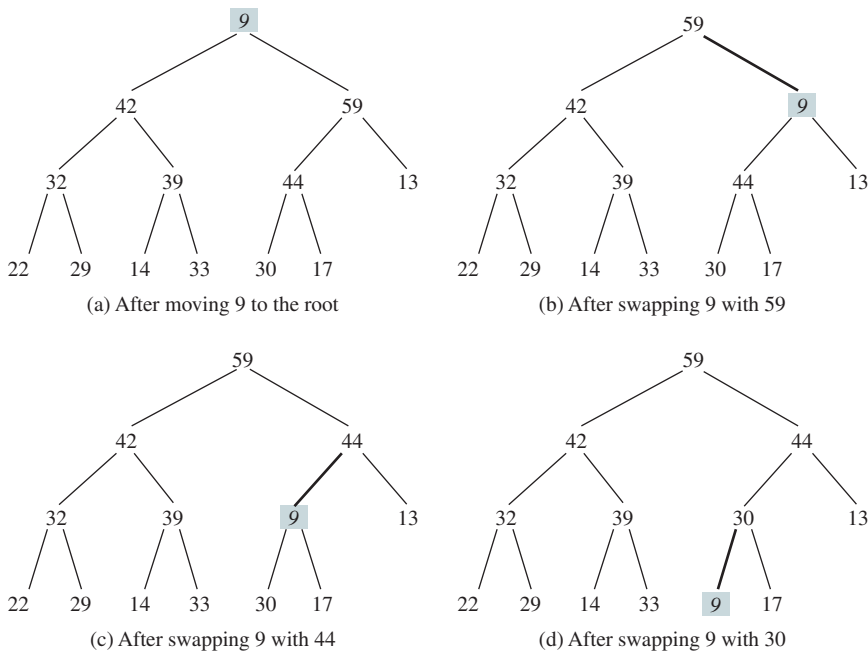 9
42 59
32 39 44 13
22 29 14 33 30 17
(a) After moving 9 to the root
59
42 9
32 39 44 13
22 29 14 33 30 17
(b) After swapping 9 with 59
59
42 44
32 39 9 13
22 29 14 33 30 17
(c) After swapping 9 with 44
59
42 44
32 39 30 13
22 29 14 33 9 17
(d) After swapping 9 with 30